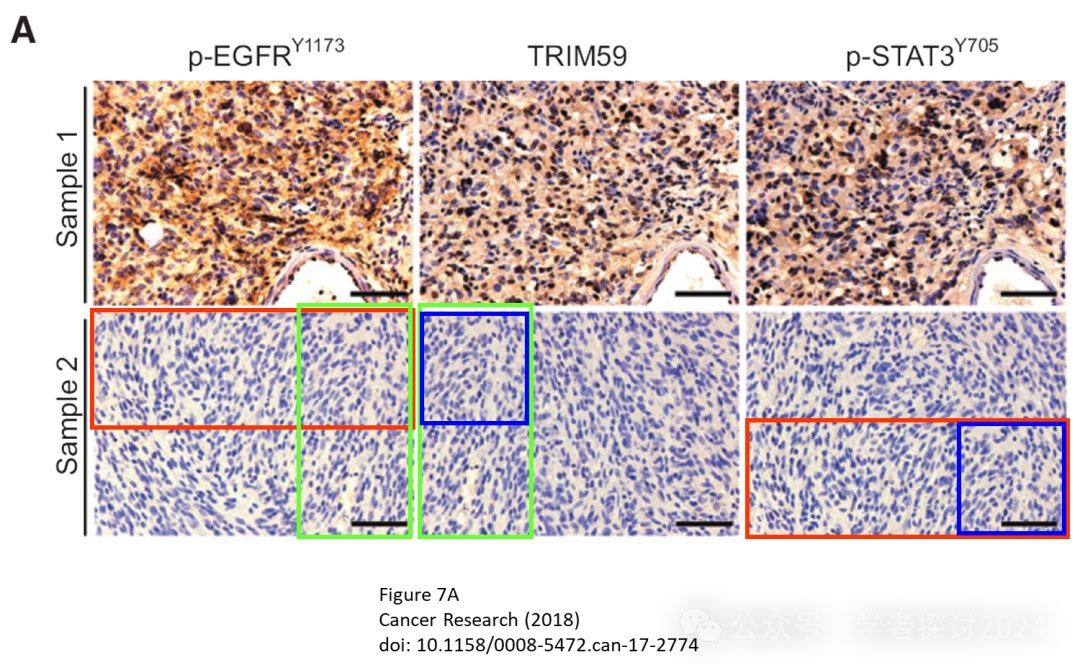 A
p-EGFRY1173 TRIM59 p-STAT3Y705
Sample 1
Sample 2
Figure 7A
Cancer Research (2018)
doi: 10.1158/0008-5472.can-17-2774
公众号 学者探讨2024